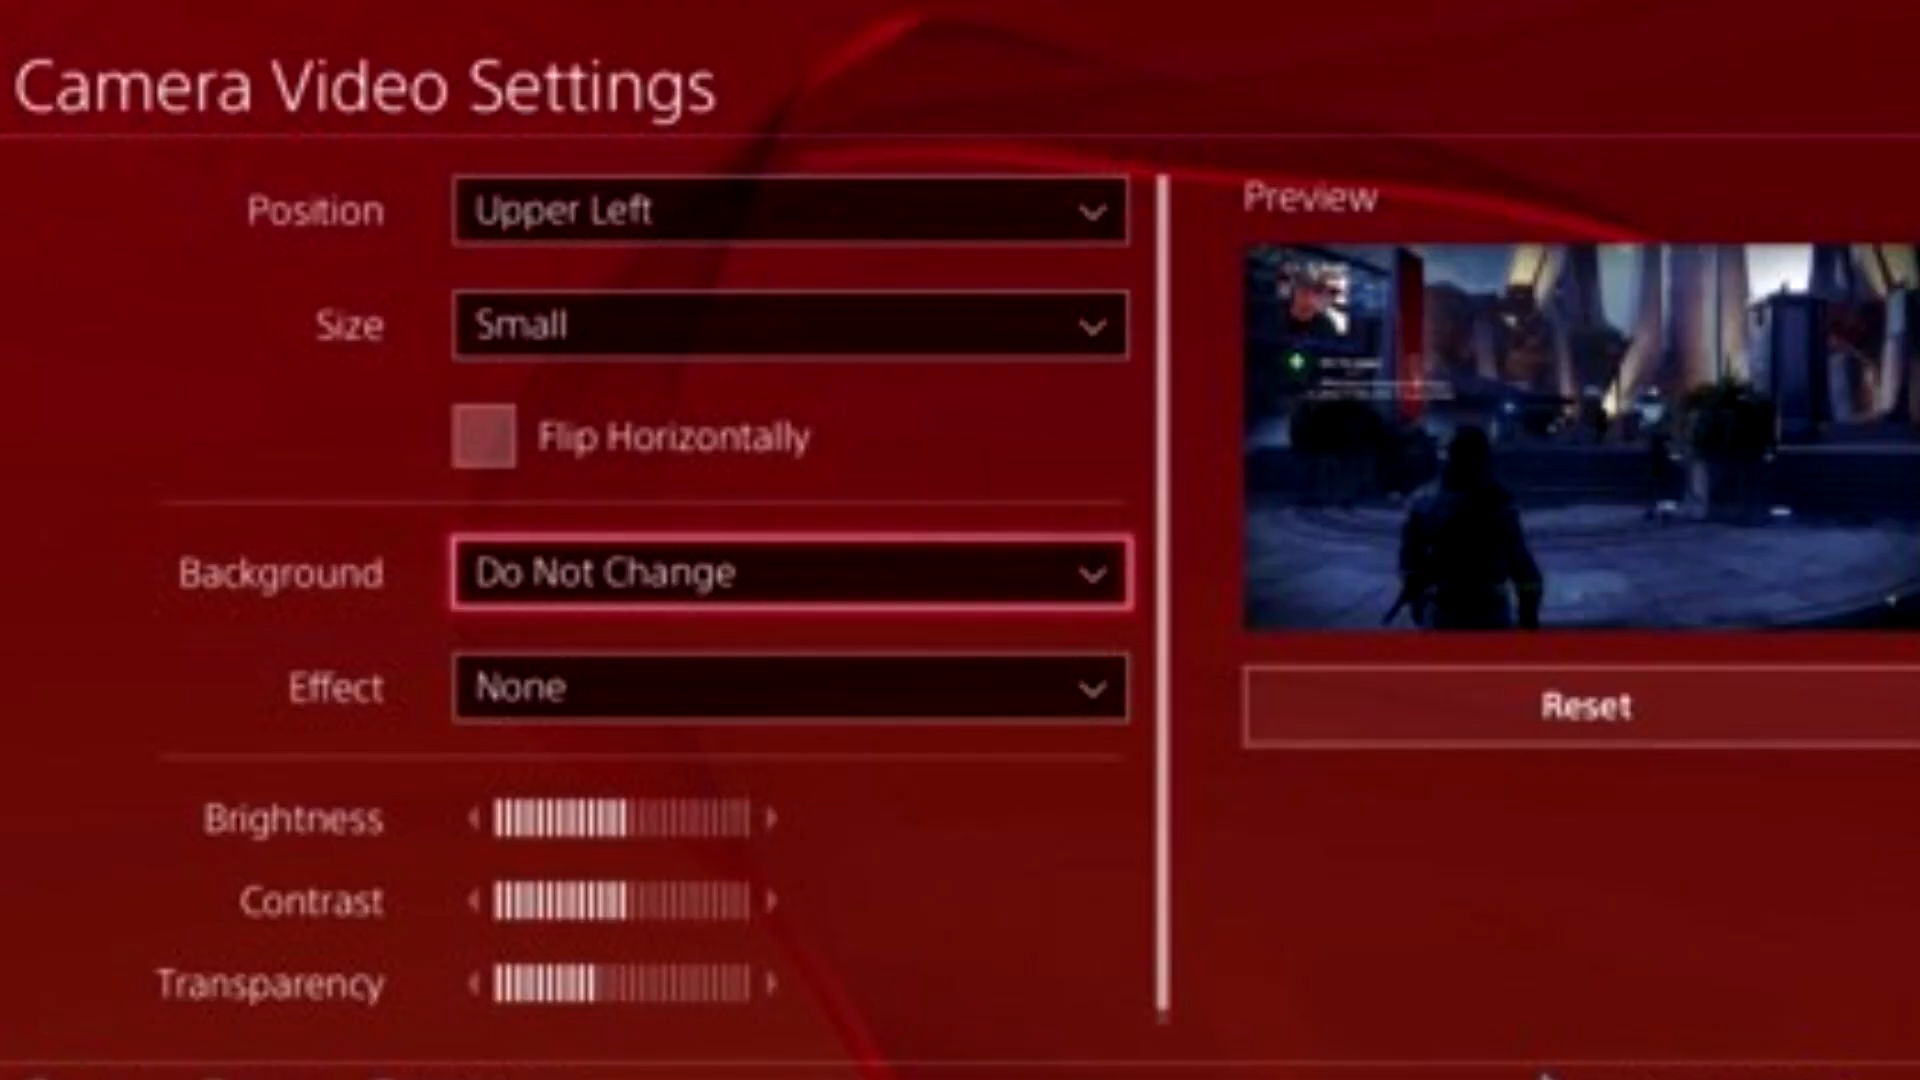 Camera Video Settings
Position
Upper Left
Size
Small
Flip Horizontally
Background
Do Not Change
Effect
None
Brightness
Contrast
Transparency
Preview
Reset